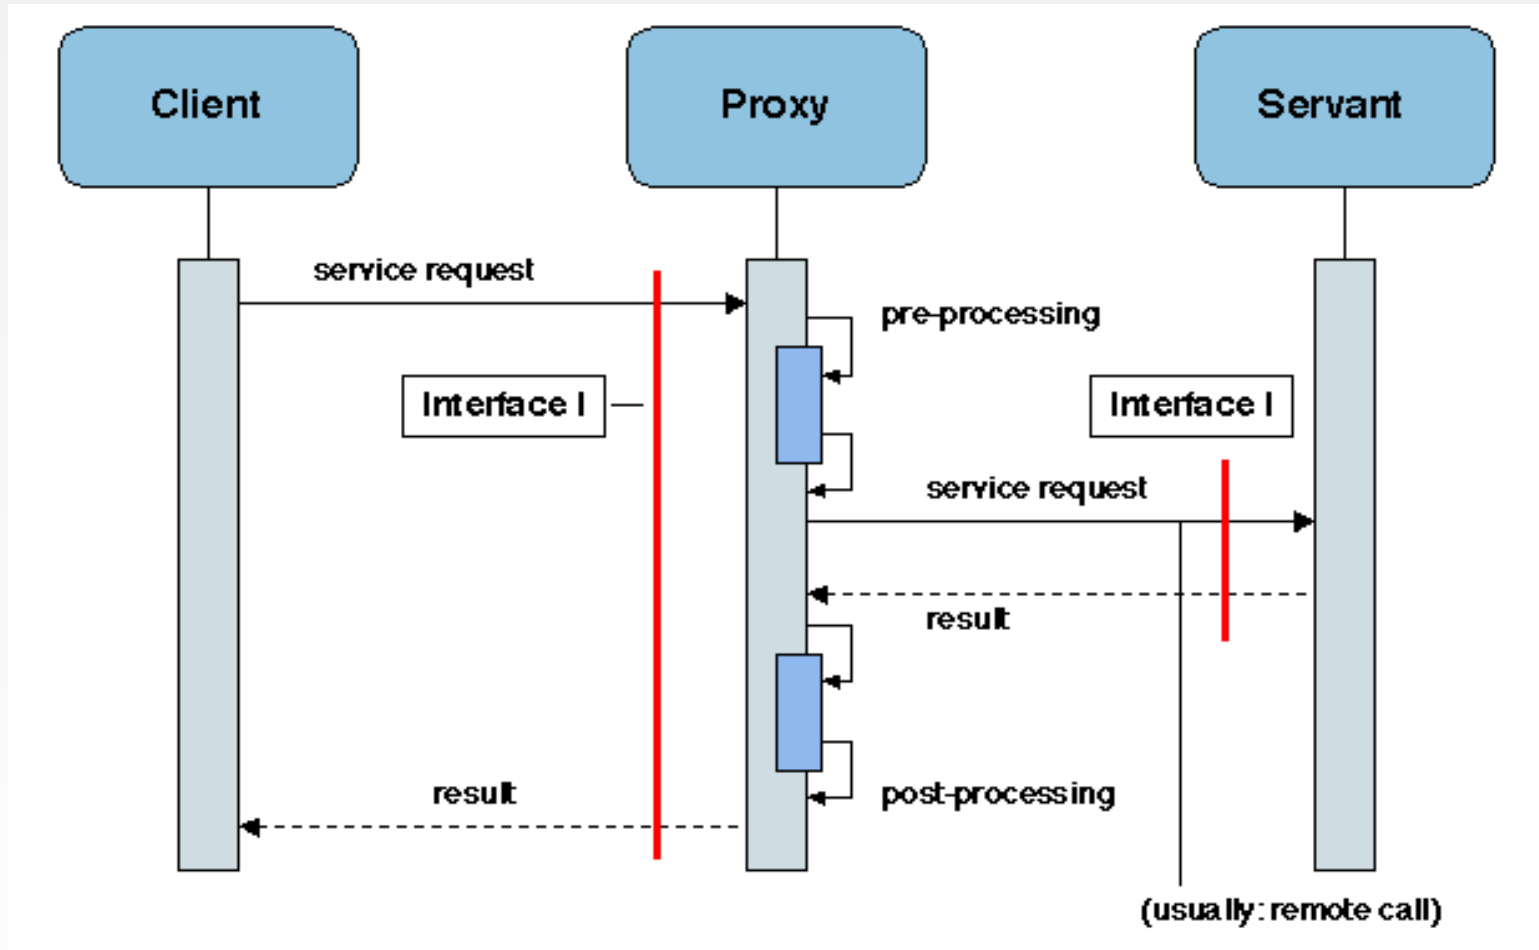 Client
Proxy
Servant
service request
pre-processing
Interface I
Interface I
service request
result
result
post-processing
(usually: remote call)